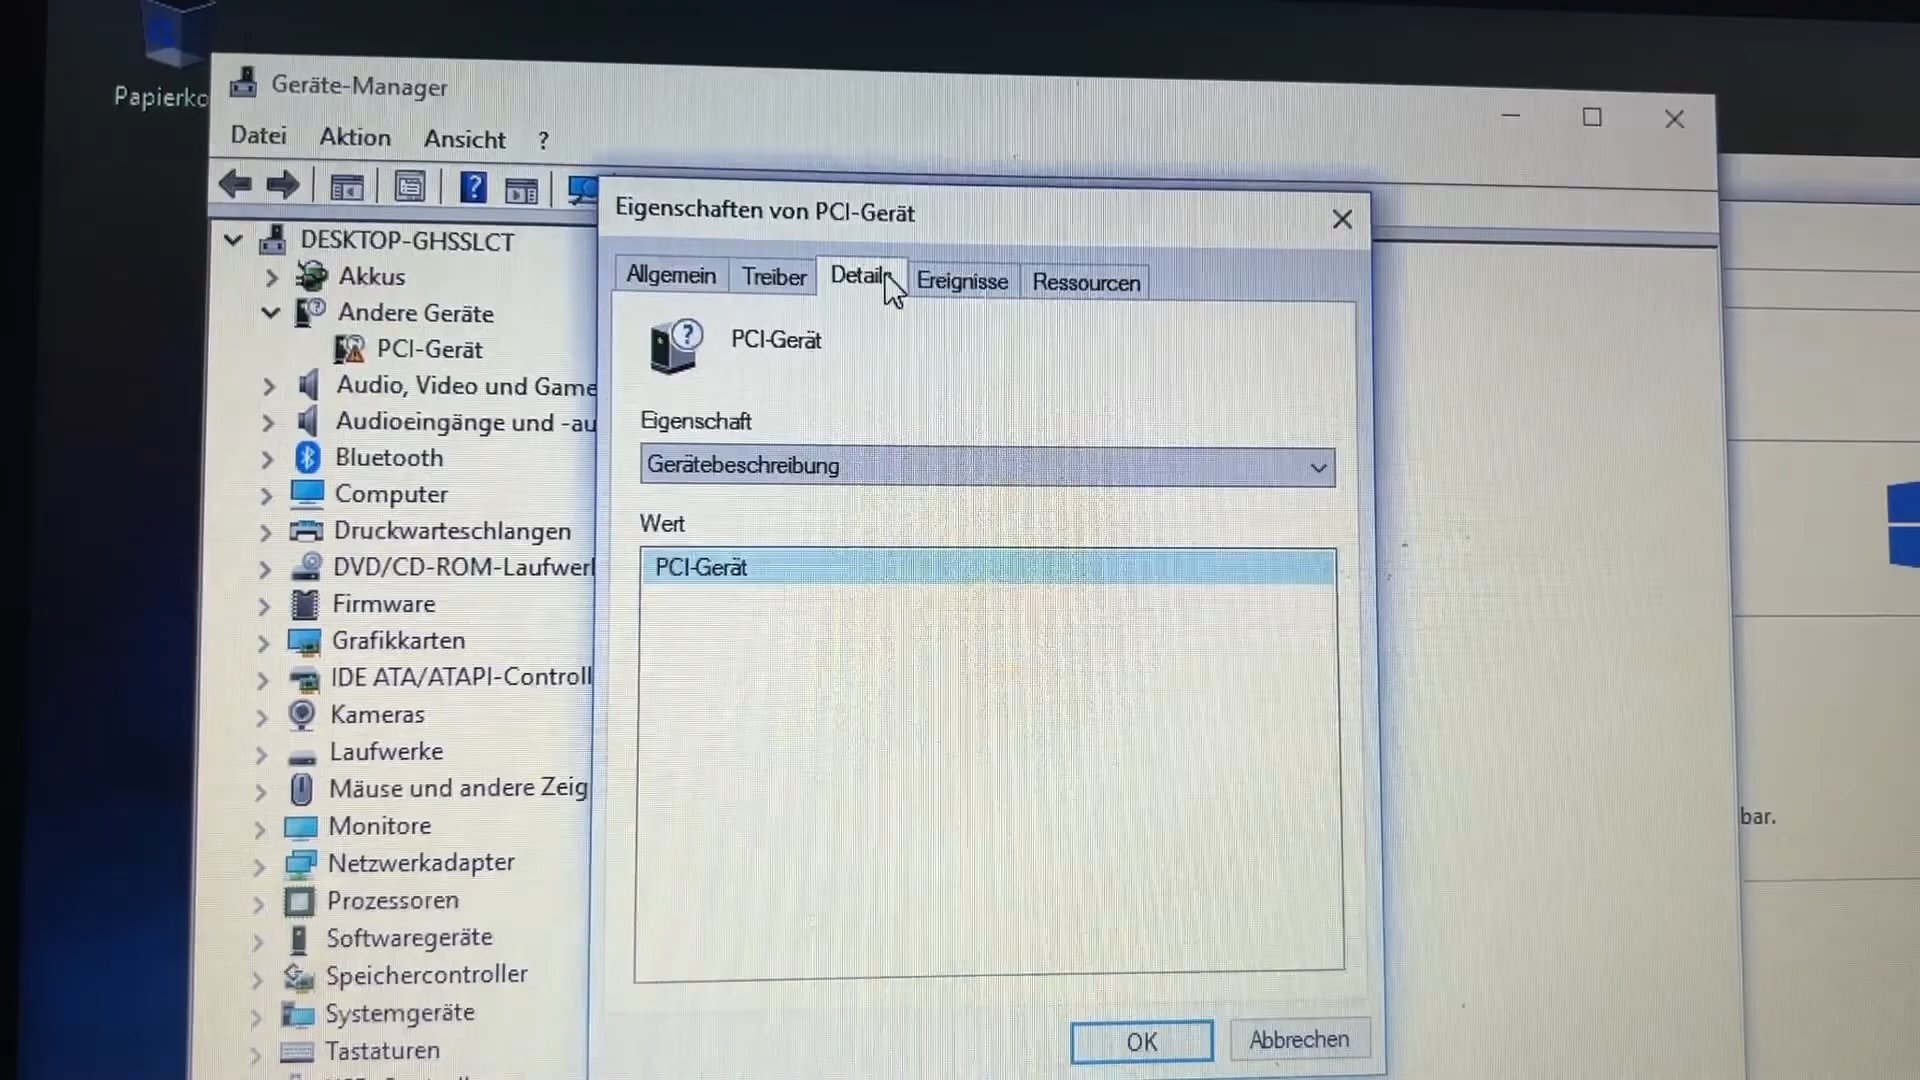 Papierko
Geräte-Manager
Datei Aktion Ansicht ?
DESKTOP-GHSSLCT
Akkus
Andere Geräte
PCI-Gerät
Audio, Video und Game
Audioeingänge und -au
Bluetooth
Computer
Druckwarteschlangen
DVD/CD-ROM-Laufwerl
Firmware
Grafikkarten
IDE ATA/ATAPI-Controll
Kameras
Laufwerke
Mäuse und andere Zeig
Monitore
Netzwerkadapter
Prozessoren
Softwaregeräte
Speichercontroller
Systemgeräte
Tastaturen
Eigenschaften von PCI-Gerät
Allgemein Treiber Details Ereignisse Ressourcen
PCI-Gerät
Eigenschaft
Gerätebeschreibung
Wert
PCI-Gerät
OK Abbrechen
bar.